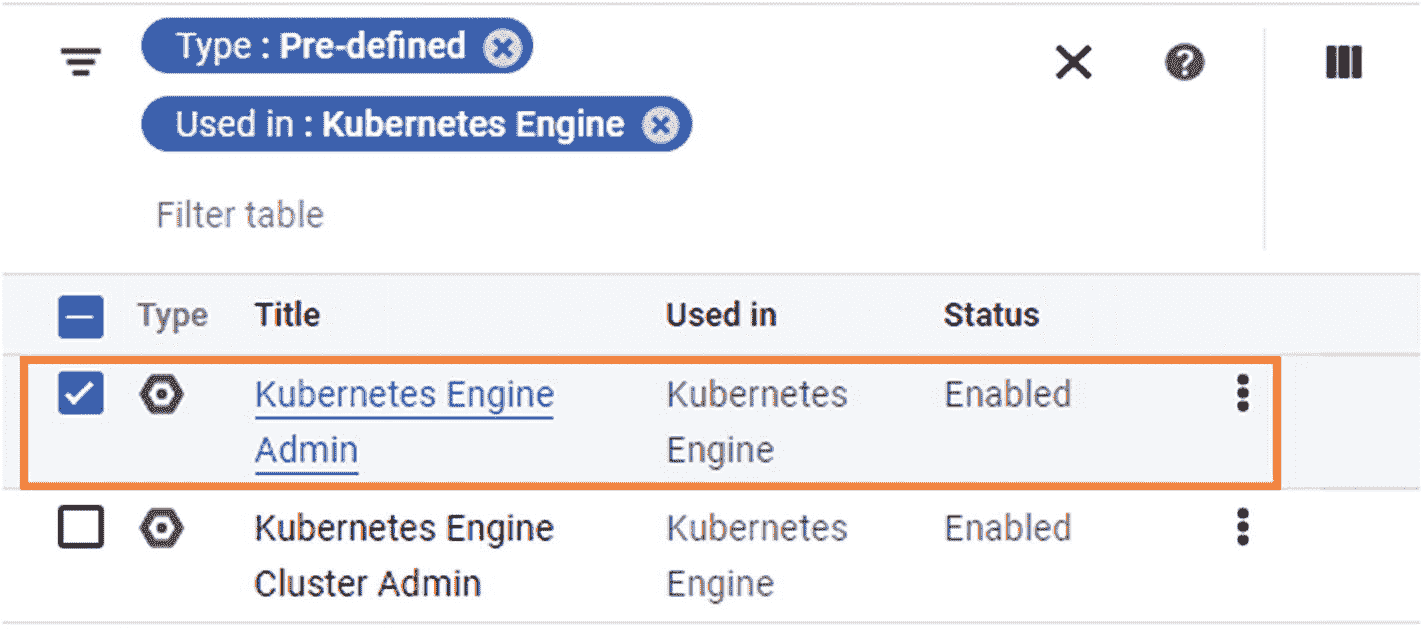 Type : Pre-defined
Used in : Kubernetes Engine
Filter table
Type Title Used in Status
Kubernetes Engine Kubernetes Enabled
Admin Engine
Kubernetes Engine Kubernetes Enabled
Cluster Admin Engine